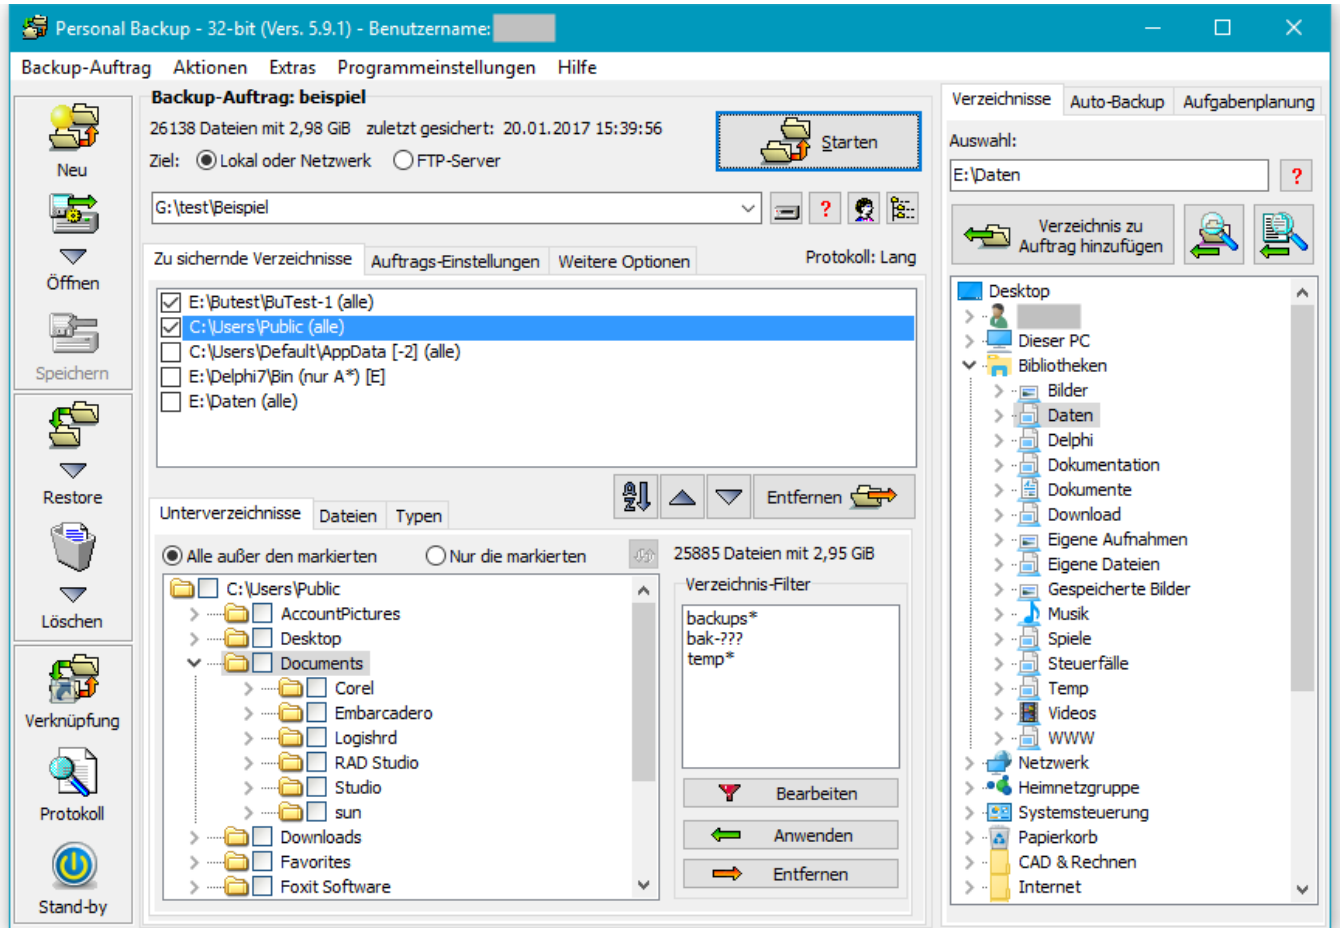 Personal Backup - 32-bit (Vers. 5.9.1) - Benutzername:
Backup-Auftrag Aktionen Extras Programmeinstellungen Hilfe
Neu
Öffnen
Speichern
Restore
Löschen
Verknüpfung
Protokoll
Stand-by
Backup-Auftrag: beispiel
26138 Dateien mit 2,98 GiB zuletzt gesichert: 20.01.2017 15:39:56
Ziel: Lokal oder Netzwerk FTP-Server
Starten
G:\test\Beispiel
?
Zu sichernde Verzeichnisse Auftrags-Einstellungen Weitere Optionen Protokoll: Lang
E:\Butest\BuTest-1 (alle)
C:\Users\Public (alle)
C:\Users\Default\AppData [-2] (alle)
E:\Delphi7\Bin (nur A*) [E]
E:\Daten (alle)
A
Z
Entfernen
Unterverzeichnisse Dateien Typen
Alle außer den markierten Nur die markierten 25885 Dateien mit 2,95 GiB
C:\Users\Public
AccountPictures
Desktop
Documents
Corel
Embarcadero
Logishrd
RAD Studio
Studio
sun
Downloads
Favorites
Foxit Software
Verzeichnis-Filter
backups*
bak-???
temp*
Bearbeiten
Anwenden
Entfernen
Verzeichnisse Auto-Backup Aufgabenplanung
Auswahl:
E:\Daten
?
Verzeichnis zu
Auftrag hinzufügen
Desktop
Dieser PC
Bibliotheken
Bilder
Daten
Delphi
Dokumentation
Dokumente
Download
Eigene Aufnahmen
Eigene Dateien
Gespeicherte Bilder
Musik
Spiele
Steuerfälle
Temp
Videos
WWW
Netzwerk
Heimnetzgruppe
Systemsteuerung
Papierkorb
CAD & Rechnen
Internet